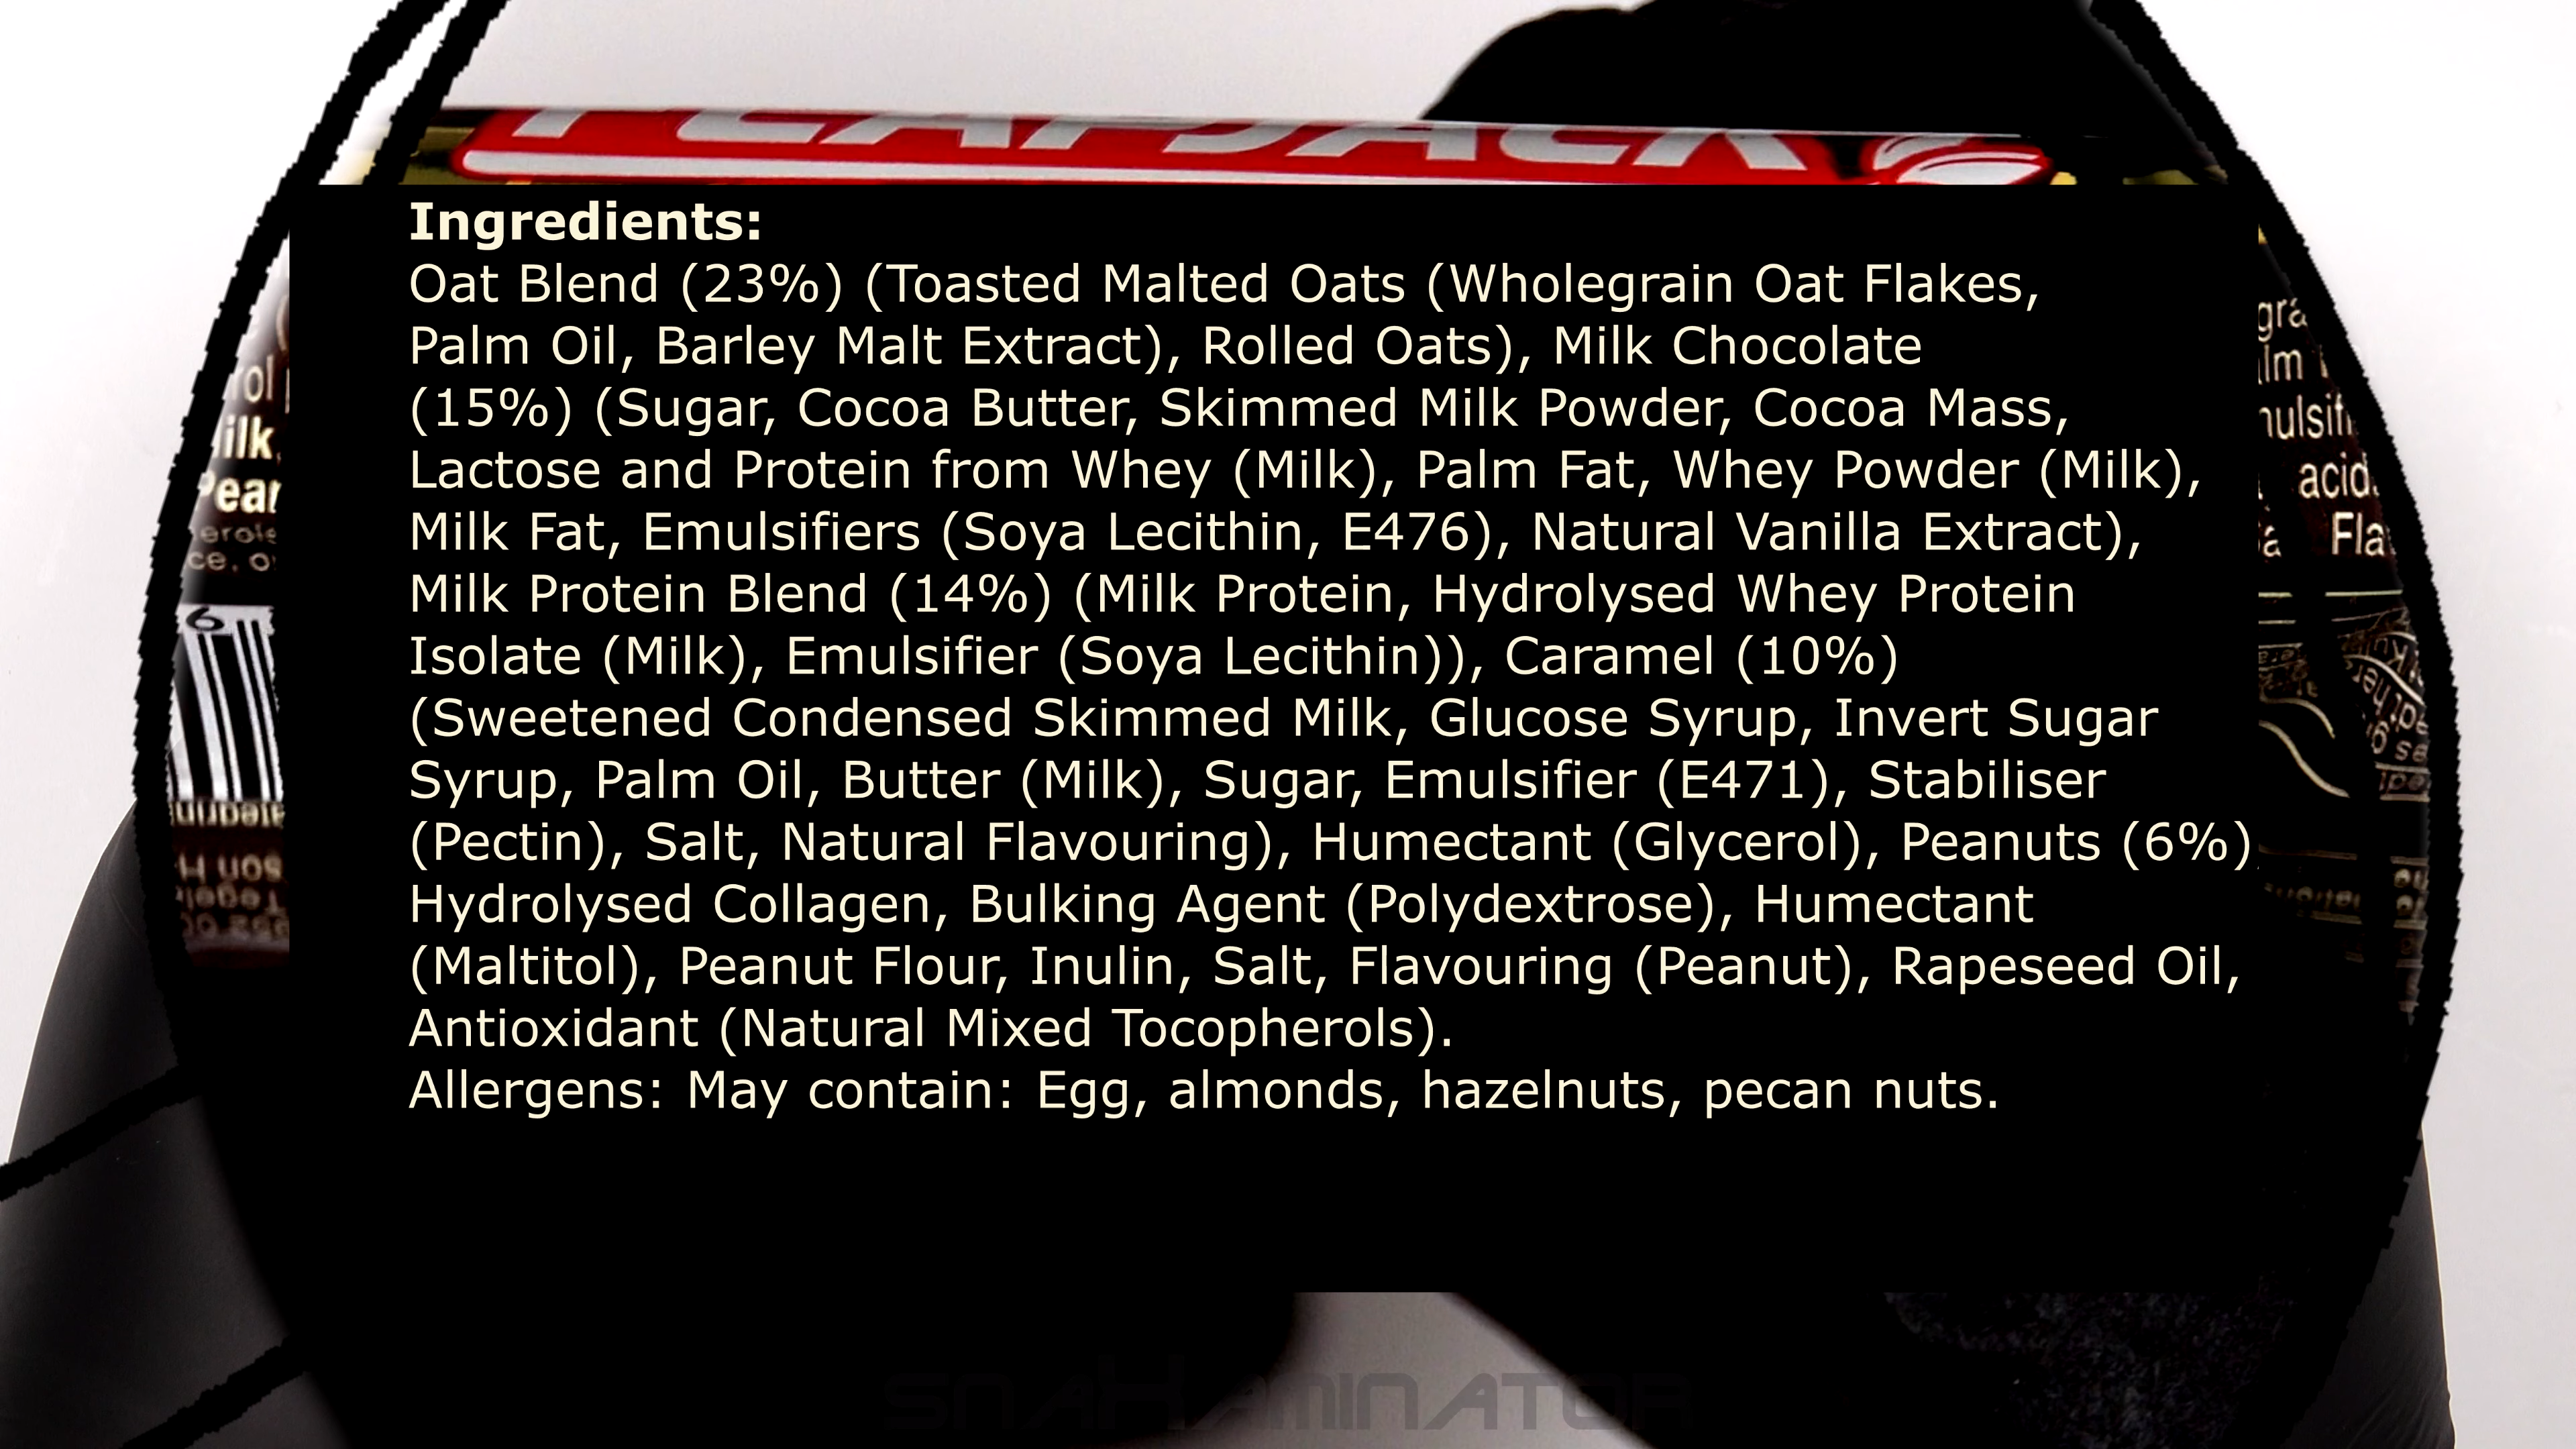 FLAPJACK
Ingredients:
Oat Blend (23%) (Toasted Malted Oats (Wholegrain Oat Flakes,
Palm Oil, Barley Malt Extract), Rolled Oats), Milk Chocolate
(15%) (Sugar, Cocoa Butter, Skimmed Milk Powder, Cocoa Mass,
Lactose and Protein from Whey (Milk), Palm Fat, Whey Powder (Milk),
Milk Fat, Emulsifiers (Soya Lecithin, E476), Natural Vanilla Extract),
Milk Protein Blend (14%) (Milk Protein, Hydrolysed Whey Protein
Isolate (Milk), Emulsifier (Soya Lecithin)), Caramel (10%)
(Sweetened Condensed Skimmed Milk, Glucose Syrup, Invert Sugar
Syrup, Palm Oil, Butter (Milk), Sugar, Emulsifier (E471), Stabiliser
(Pectin), Salt, Natural Flavouring), Humectant (Glycerol), Peanuts (6%),
Hydrolysed Collagen, Bulking Agent (Polydextrose), Humectant
(Maltitol), Peanut Flour, Inulin, Salt, Flavouring (Peanut), Rapeseed Oil,
Antioxidant (Natural Mixed Tocopherols).
Allergens: May contain: Egg, almonds, hazelnuts, pecan nuts.
SNAHAMINATOR